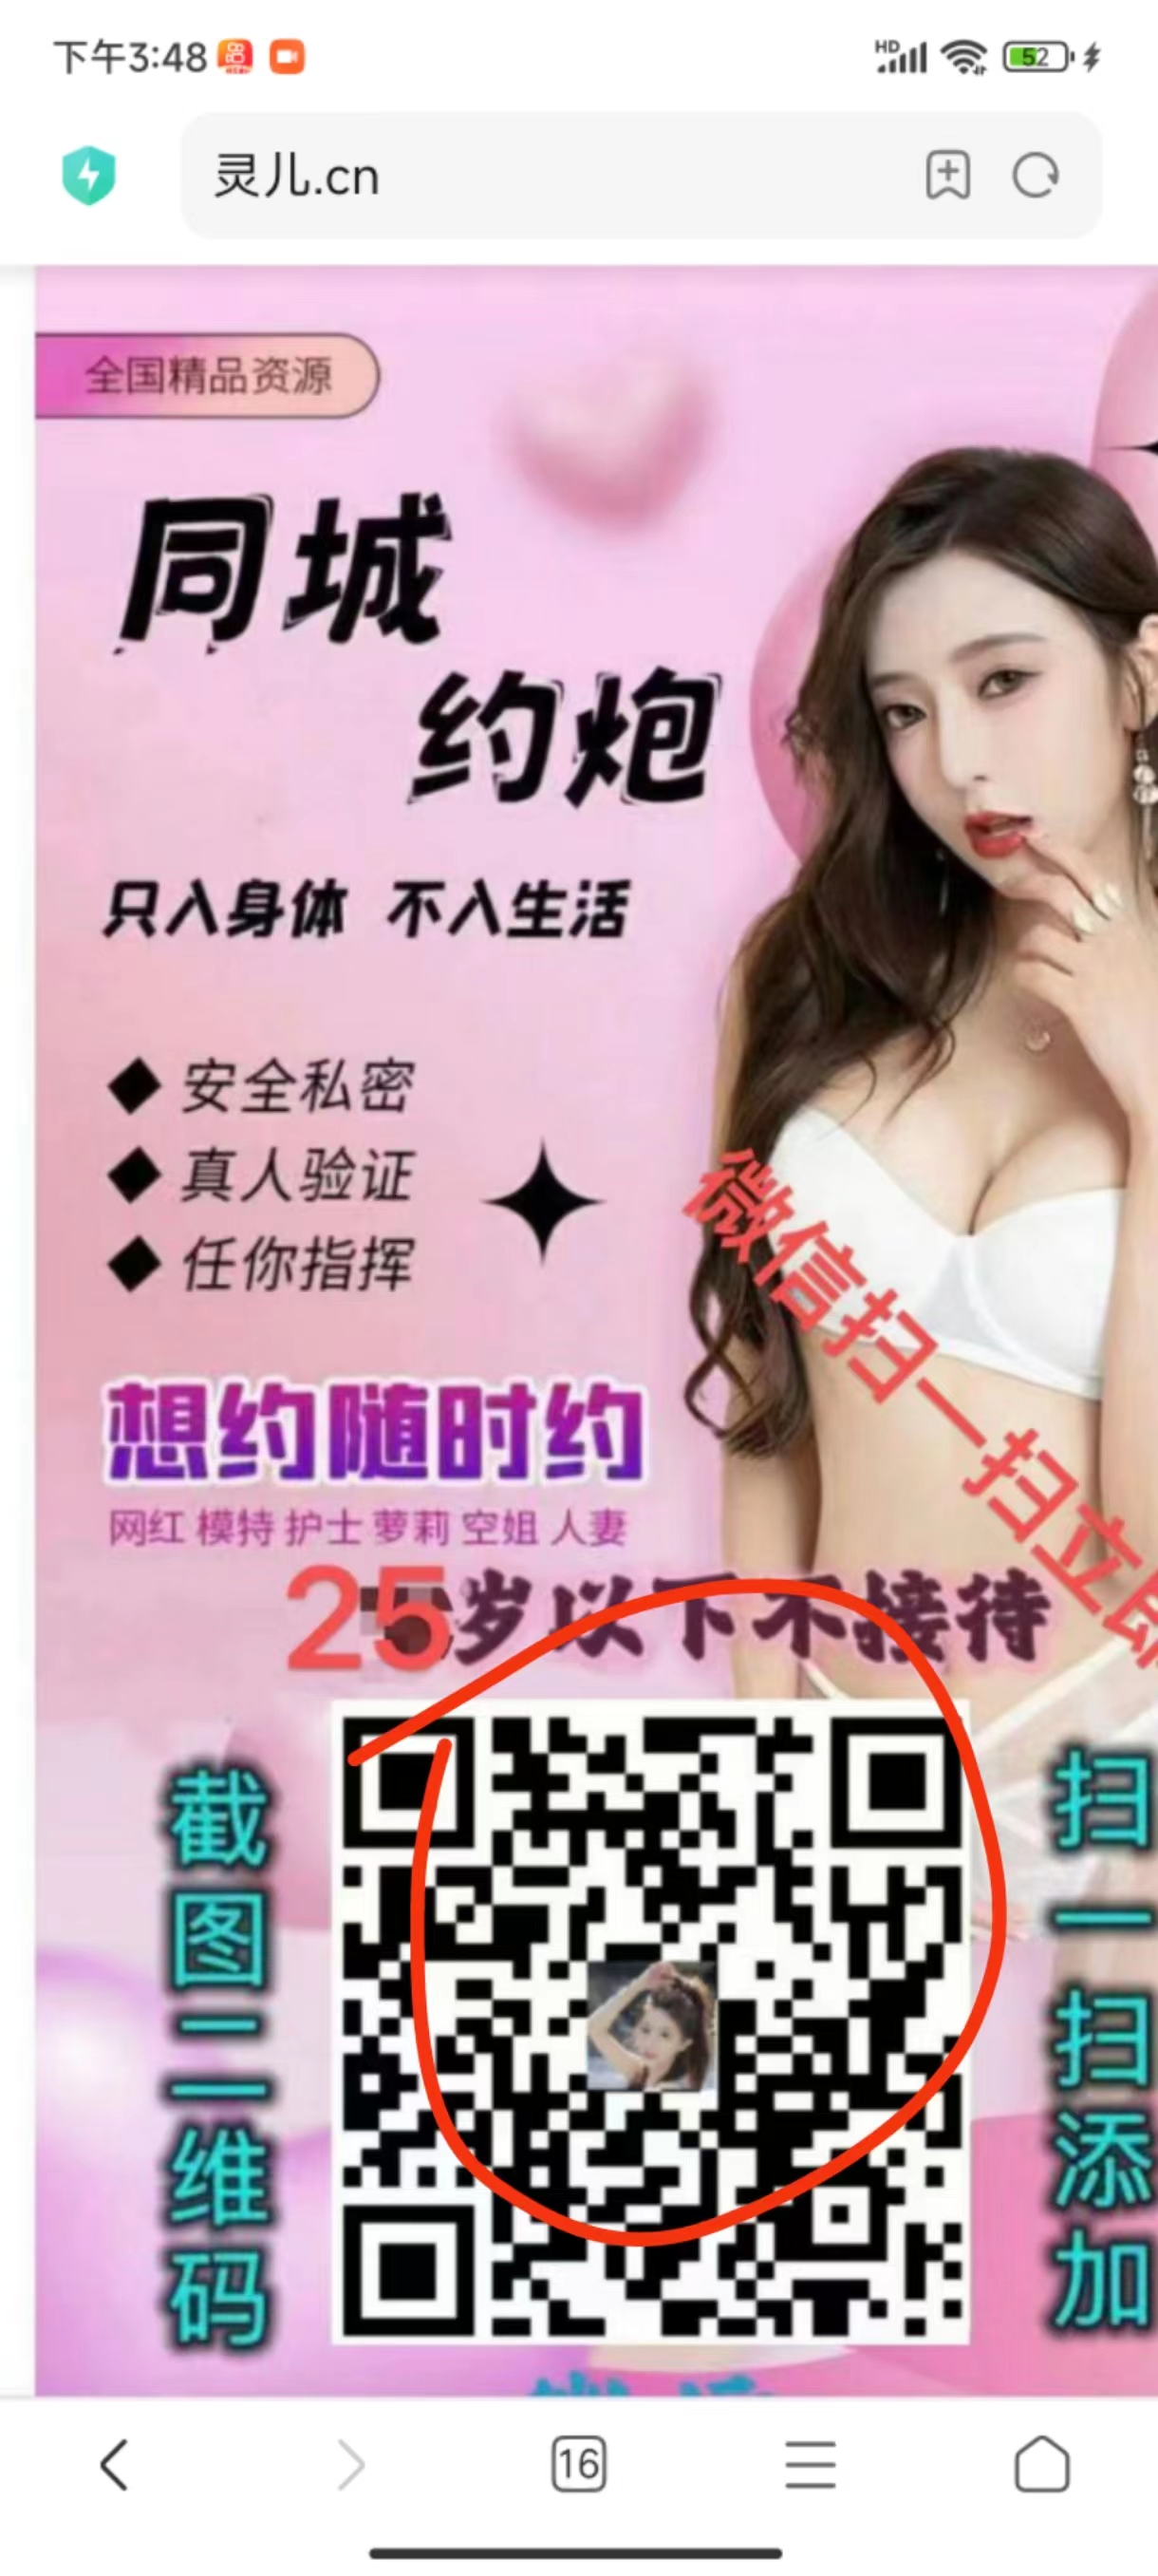 下午3:48
HD
52
灵儿.cn
全国精品资源
同城
约炮
只入身体 不入生活
安全私密
真人验证
任你指挥
微信扫一扫立即
想约随时约
网红 模特 护士 萝莉 空姐 人妻
25岁以下不接待
截图二维码
扫一扫添加
16